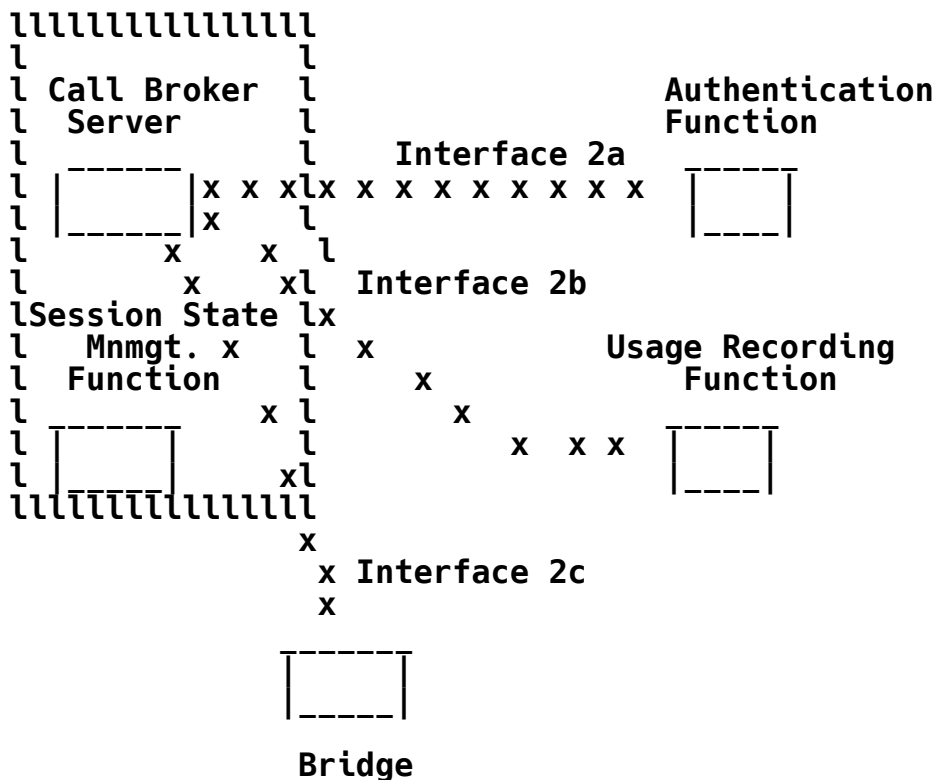 Call Broker Authentication
Server Function
Interface 2a
Interface 2b
Session State
Mnmgt. Usage Recording
Function Function
Interface 2c
Bridge